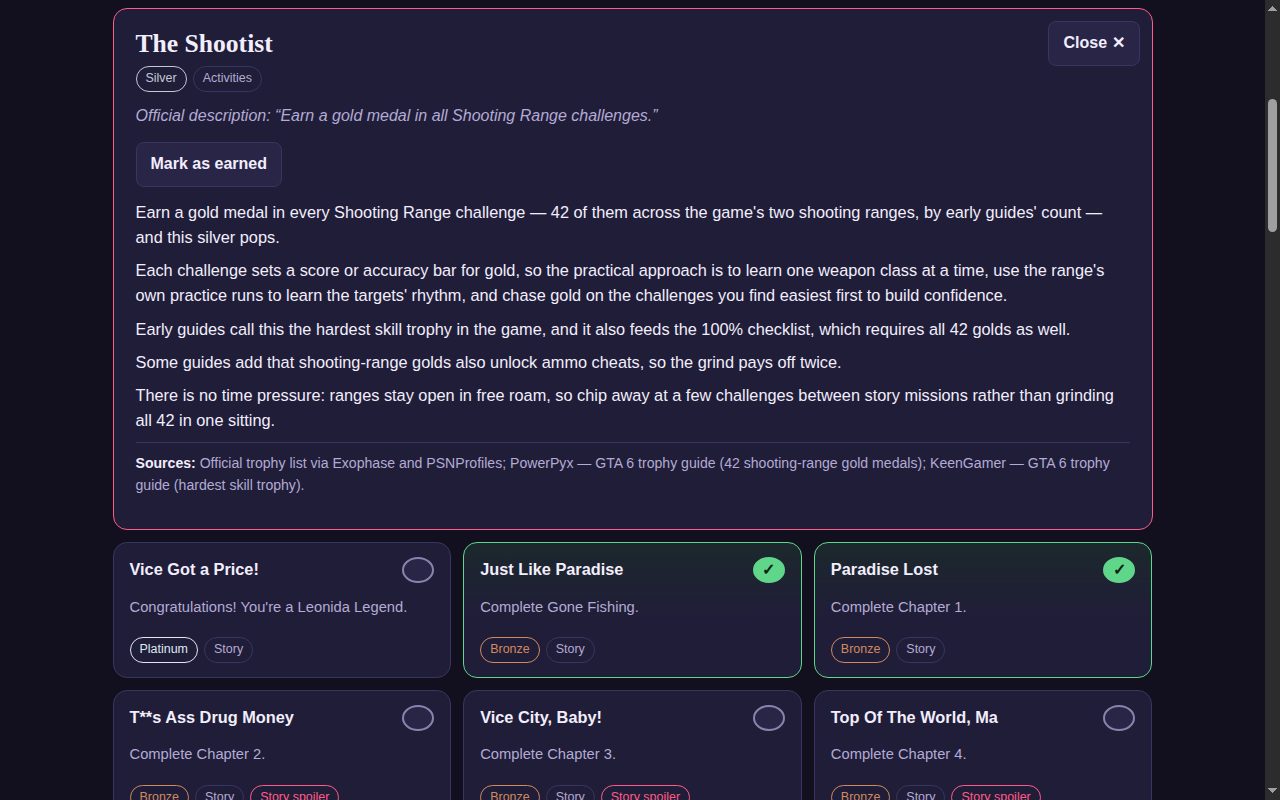 The Shootist
Close ✕
Silver Activities
Official description: “Earn a gold medal in all Shooting Range challenges.”
Mark as earned
Earn a gold medal in every Shooting Range challenge — 42 of them across the game's two shooting ranges, by early guides' count —
and this silver pops.
Each challenge sets a score or accuracy bar for gold, so the practical approach is to learn one weapon class at a time, use the range's
own practice runs to learn the targets' rhythm, and chase gold on the challenges you find easiest first to build confidence.
Early guides call this the hardest skill trophy in the game, and it also feeds the 100% checklist, which requires all 42 golds as well.
Some guides add that shooting-range golds also unlock ammo cheats, so the grind pays off twice.
There is no time pressure: ranges stay open in free roam, so chip away at a few challenges between story missions rather than grinding
all 42 in one sitting.
Sources: Official trophy list via Exophase and PSNProfiles; PowerPyx — GTA 6 trophy guide (42 shooting-range gold medals); KeenGamer — GTA 6 trophy
guide (hardest skill trophy).
Vice Got a Price!
Congratulations! You're a Leonida Legend.
Platinum Story
Just Like Paradise ✓
Complete Gone Fishing.
Bronze Story
Paradise Lost ✓
Complete Chapter 1.
Bronze Story
T**s Ass Drug Money
Complete Chapter 2.
Bronze Story Story spoiler
Vice City, Baby!
Complete Chapter 3.
Bronze Story Story spoiler
Top Of The World, Ma
Complete Chapter 4.
Bronze Story Story spoiler